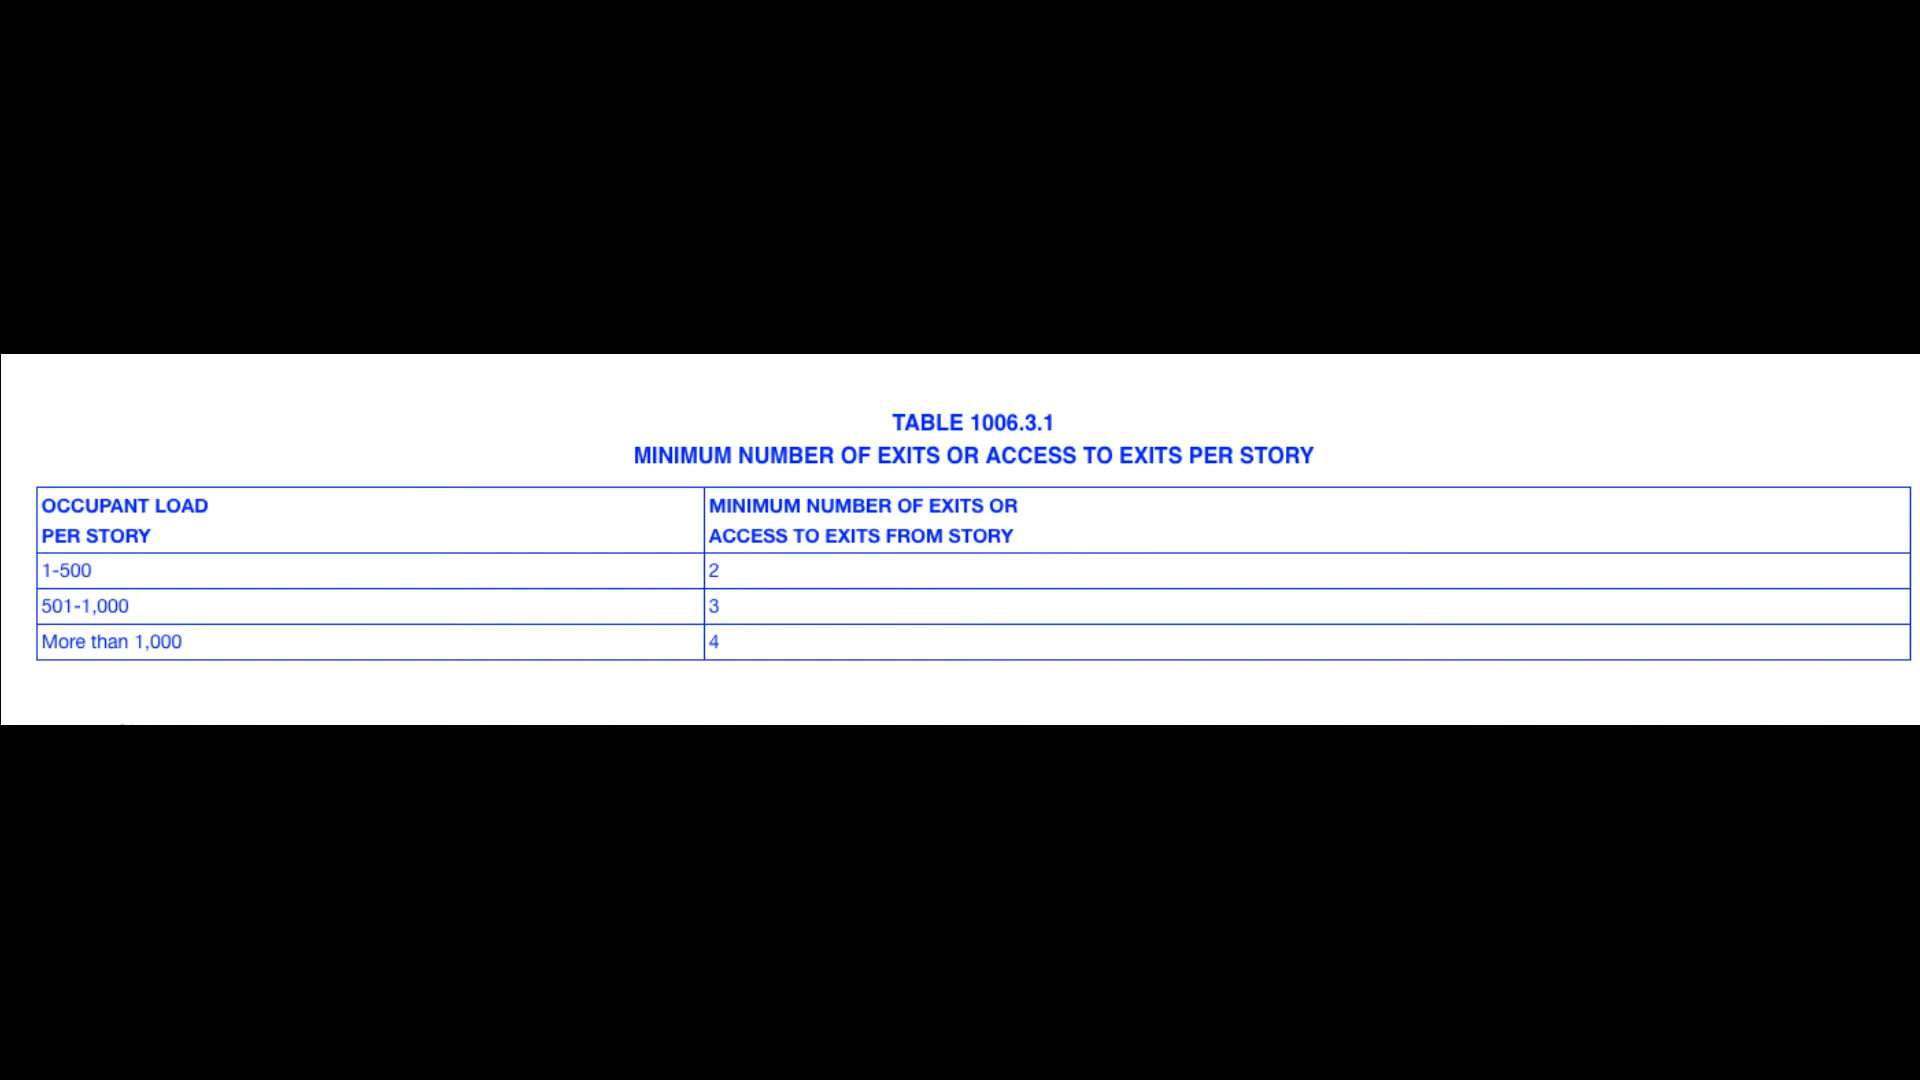 TABLE 1006.3.1
MINIMUM NUMBER OF EXITS OR ACCESS TO EXITS PER STORY
OCCUPANT LOAD
PER STORY
MINIMUM NUMBER OF EXITS OR
ACCESS TO EXITS FROM STORY
1-500
2
501-1,000
3
More than 1,000
4